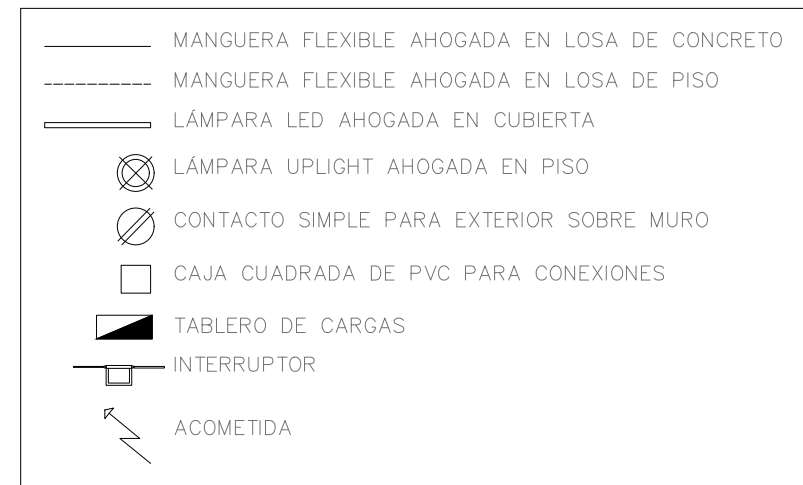 MANGUERA FLEXIBLE AHOGADA EN LOSA DE CONCRETO
MANGUERA FLEXIBLE AHOGADA EN LOSA DE PISO
LÁMPARA LED AHOGADA EN CUBIERTA
LÁMPARA UPLIGHT AHOGADA EN PISO
CONTACTO SIMPLE PARA EXTERIOR SOBRE MURO
CAJA CUADRADA DE PVC PARA CONEXIONES
TABLERO DE CARGAS
INTERRUPTOR
ACOMETIDA